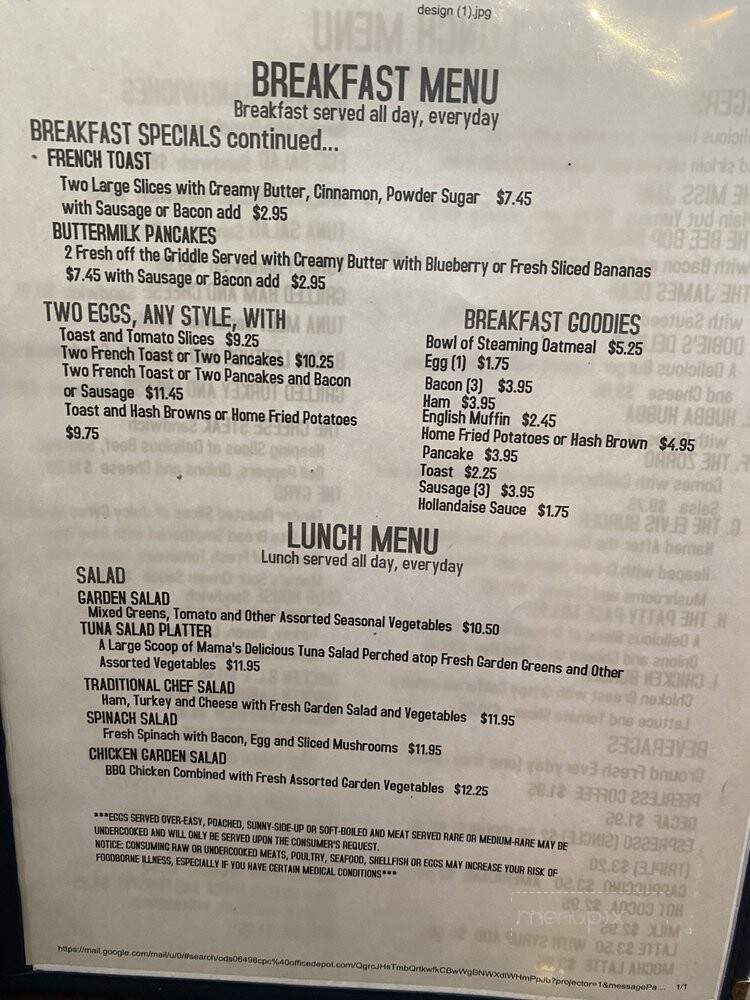 design (1).jpg
BREAKFAST MENU
Breakfast served all day, everyday
BREAKFAST SPECIALS continued...
• FRENCH TOAST
Two Large Slices with Creamy Butter, Cinnamon, Powder Sugar $7.45
with Sausage or Bacon add $2.95
BUTTERMILK PANCAKES
2 Fresh off the Griddle Served with Creamy Butter with Blueberry or Fresh Sliced Bananas
$7.45 with Sausage or Bacon add $2.95
TWO EGGS, ANY STYLE, WITH
Toast and Tomato Slices $9.25
Two French Toast or Two Pancakes $10.25
Two French Toast or Two Pancakes and Bacon
or Sausage $11.45
Toast and Hash Browns or Home Fried Potatoes
$9.75
BREAKFAST GOODIES
Bowl of Steaming Oatmeal $5.25
Egg (1) $1.75
Bacon (3) $3.95
Ham $3.95
English Muffin $2.45
Home Fried Potatoes or Hash Brown $4.95
Pancake $3.95
Toast $2.25
Sausage (3) $3.95
Hollandaise Sauce $1.75
LUNCH MENU
Lunch served all day, everyday
SALAD
GARDEN SALAD
Mixed Greens, Tomato and Other Assorted Seasonal Vegetables $10.50
TUNA SALAD PLATTER
A Large Scoop of Mama's Delicious Tuna Salad Perched atop Fresh Garden Greens and Other
Assorted Vegetables $11.95
TRADITIONAL CHEF SALAD
Ham, Turkey and Cheese with Fresh Garden Salad and Vegetables $11.95
SPINACH SALAD
Fresh Spinach with Bacon, Egg and Sliced Mushrooms $11.95
CHICKEN GARDEN SALAD
BBQ Chicken Combined with Fresh Assorted Garden Vegetables $12.25
***EGGS SERVED OVER-EASY, POACHED, SUNNY-SIDE-UP OR SOFT-BOILED AND MEAT SERVED RARE OR MEDIUM-RARE MAY BE
UNDERCOOKED AND WILL ONLY BE SERVED UPON THE CONSUMER'S REQUEST.
NOTICE: CONSUMING RAW OR UNDERCOOKED MEATS, POULTRY, SEAFOOD, SHELLFISH OR EGGS MAY INCREASE YOUR RISK OF
FOODBORNE ILLNESS, ESPECIALLY IF YOU HAVE CERTAIN MEDICAL CONDITIONS***
1/1